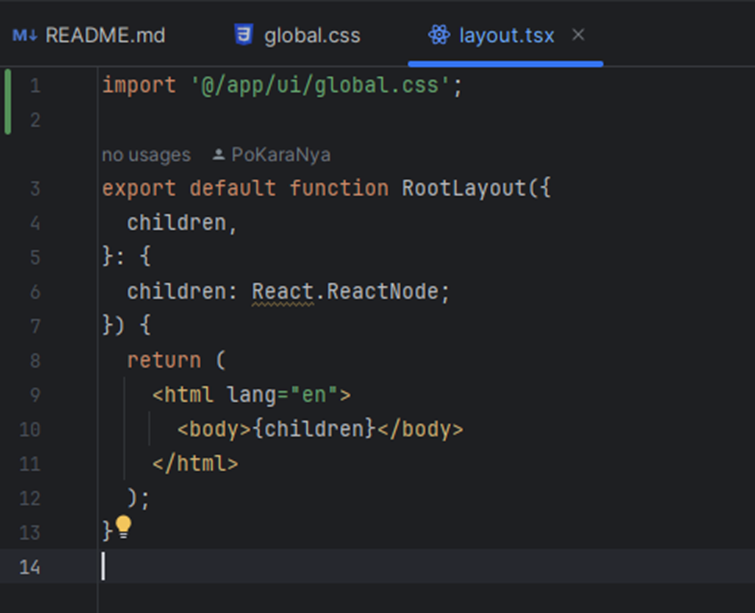 M↓ README.md global.css layout.tsx ×
1 import '@/app/ui/global.css';
2
no usages PoKaraNya
3 export default function RootLayout({
4   children,
5 }: {
6   children: React.ReactNode;
7 }) {
8   return (
9     <html lang="en">
10       <body>{children}</body>
11     </html>
12   );
13 }
14